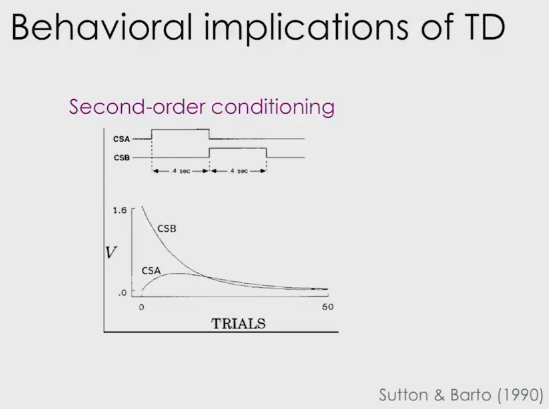 Behavioral implications of TD
Second-order conditioning
CSA
CSB
.4 sec .4 sec
1.6
CSB
V
CSA
.0
0 50
TRIALS
Sutton & Barto (1990)